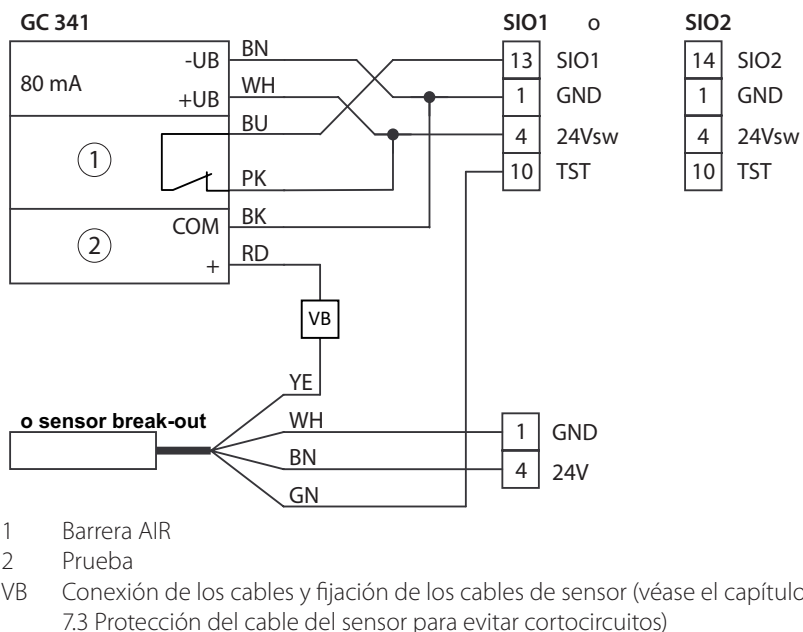 GC 341 SIO1 o SIO2
-UB BN 13 SIO1 14 SIO2
80 mA
+UB WH 1 GND 1 GND
BU 4 24Vsw 4 24Vsw
1
PK 10 TST 10 TST
COM BK
2
+ RD
VB
YE
o sensor break-out WH 1 GND
BN 4 24V
GN
1 Barrera AIR
2 Prueba
VB Conexión de los cables y fijación de los cables de sensor (véase el capítulo
7.3 Protección del cable del sensor para evitar cortocircuitos)